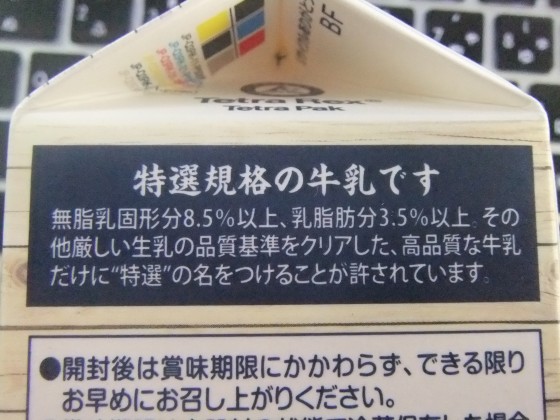 BF
Tetra Rex®
Tetra Pak
特選規格の牛乳です
無脂乳固形分8.5%以上、乳脂肪分3.5%以上。その
他厳しい生乳の品質基準をクリアした、高品質な牛乳
だけに“特選”の名をつけることが許されています。
●開封後は賞味期限にかかわらず、できる限り
お早めにお召し上がりください。